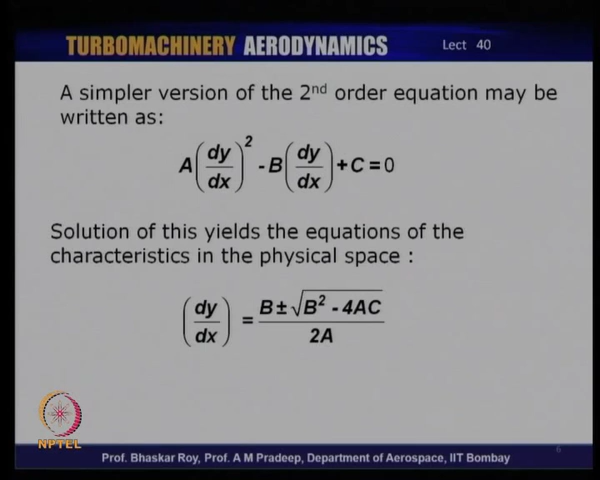 TURBOMACHINERY AERODYNAMICS Lect 40
A simpler version of the 2nd order equation may be
written as:
A(dy/dx)^2 - B(dy/dx) + C = 0
Solution of this yields the equations of the
characteristics in the physical space :
(dy/dx) = (B ± √(B^2 - 4AC)) / 2A
NPTEL
Prof. Bhaskar Roy, Prof. A M Pradeep, Department of Aerospace, IIT Bombay
6